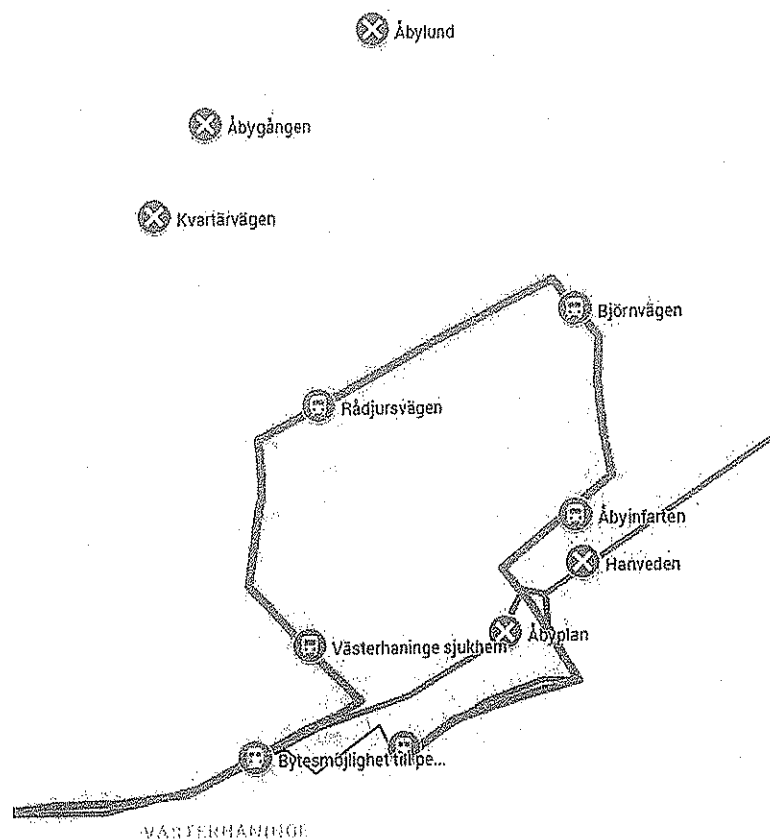 Åbylund
Åbygången
Kvartärvägen
Björnvägen
Rådjursvägen
Åbyinfarten
Hanveden
Åbyplan
Västerhaninge sjukhem
Bytesmöjlighet till pe...
VÄSTERHANINGE